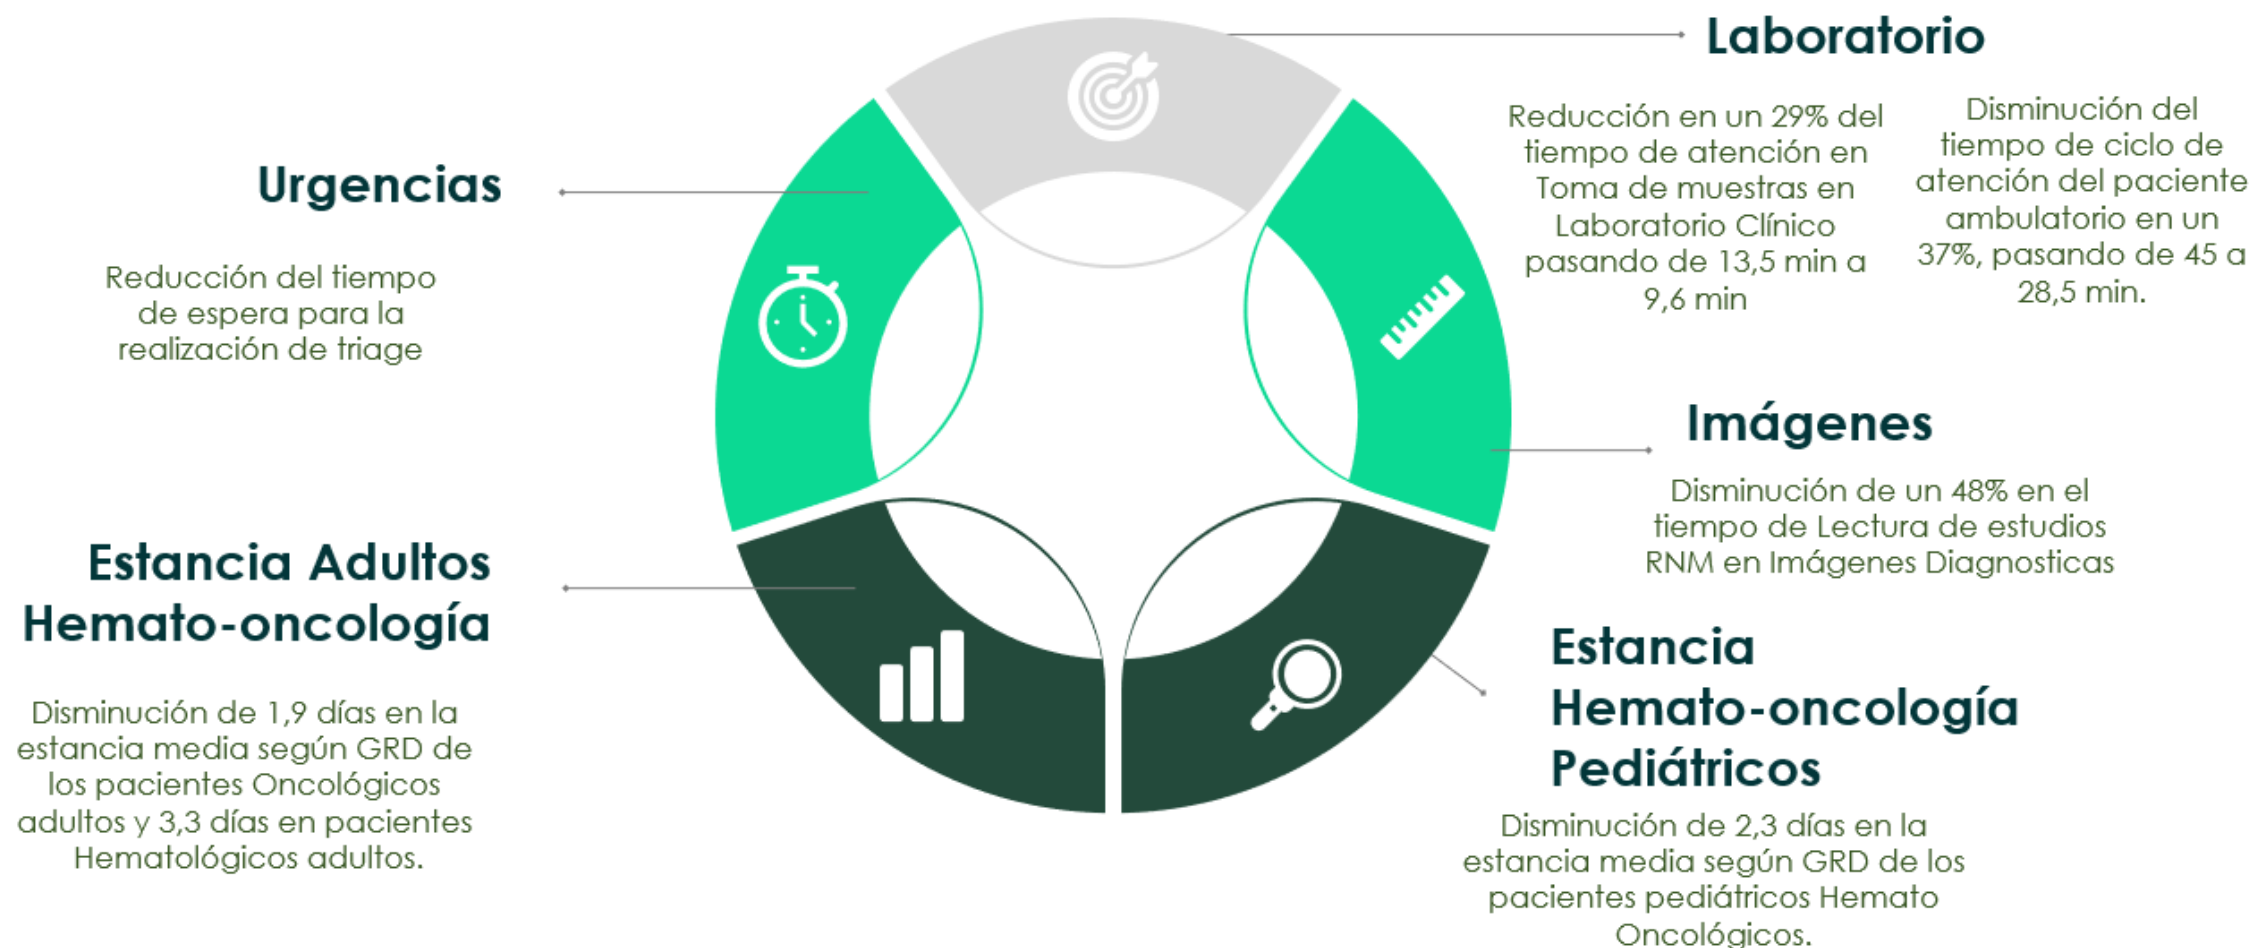 Laboratorio
Reducción en un 29% del
tiempo de atención en
Toma de muestras en
Laboratorio Clínico
pasando de 13,5 min a
9,6 min
Disminución del
tiempo de ciclo de
atención del paciente
ambulatorio en un
37%, pasando de 45 a
28,5 min.
Urgencias
Reducción del tiempo
de espera para la
realización de triage
Imágenes
Disminución de un 48% en el
tiempo de Lectura de estudios
RNM en Imágenes Diagnosticas
Estancia Adultos
Hemato-oncología
Disminución de 1,9 días en la
estancia media según GRD de
los pacientes Oncológicos
adultos y 3,3 días en pacientes
Hematológicos adultos.
Estancia
Hemato-oncología
Pediátricos
Disminución de 2,3 días en la
estancia media según GRD de los
pacientes pediátricos Hemato
Oncológicos.